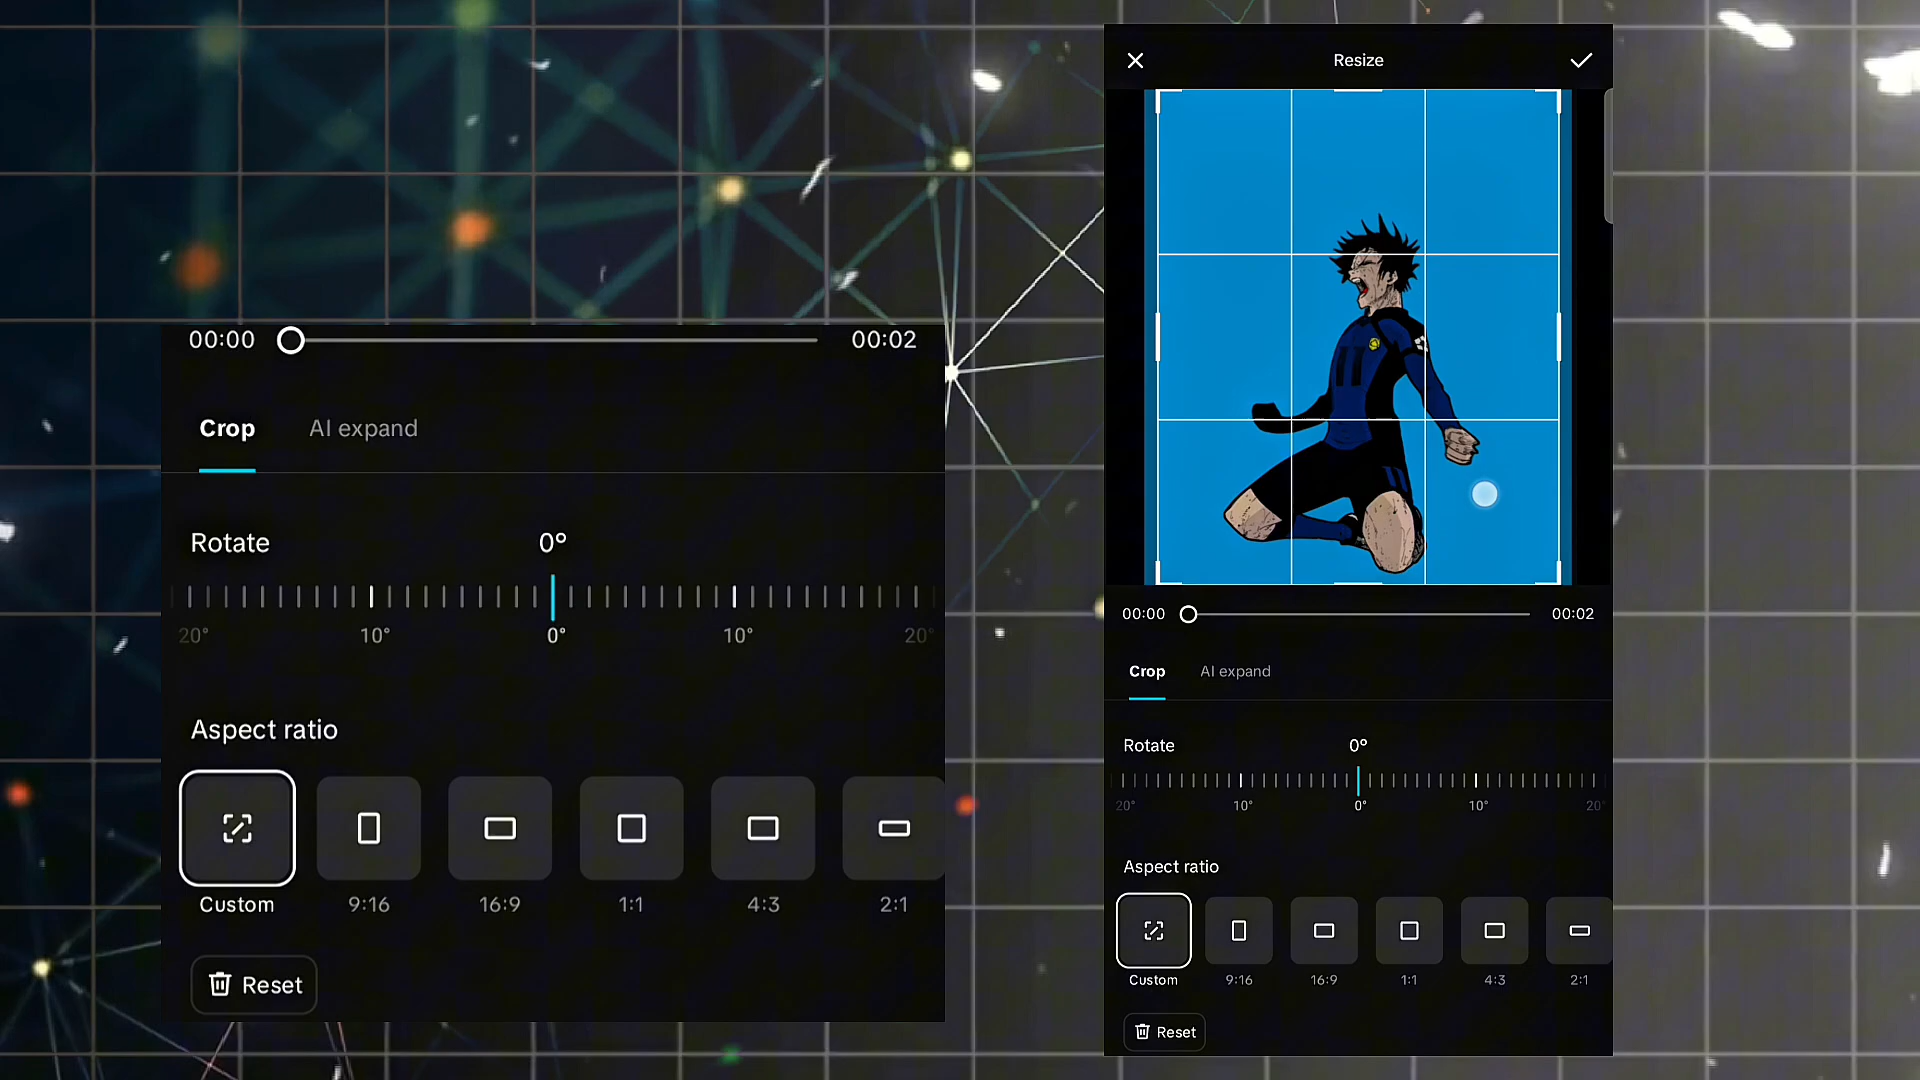 00:00 00:02
Crop AI expand
Rotate 0°
20° 10° 0° 10° 20°
Aspect ratio
Custom 9:16 16:9 1:1 4:3 2:1
Reset
Resize
00:00 00:02
Crop AI expand
Rotate 0°
20° 10° 0° 10° 20°
Aspect ratio
Custom 9:16 16:9 1:1 4:3 2:1
Reset